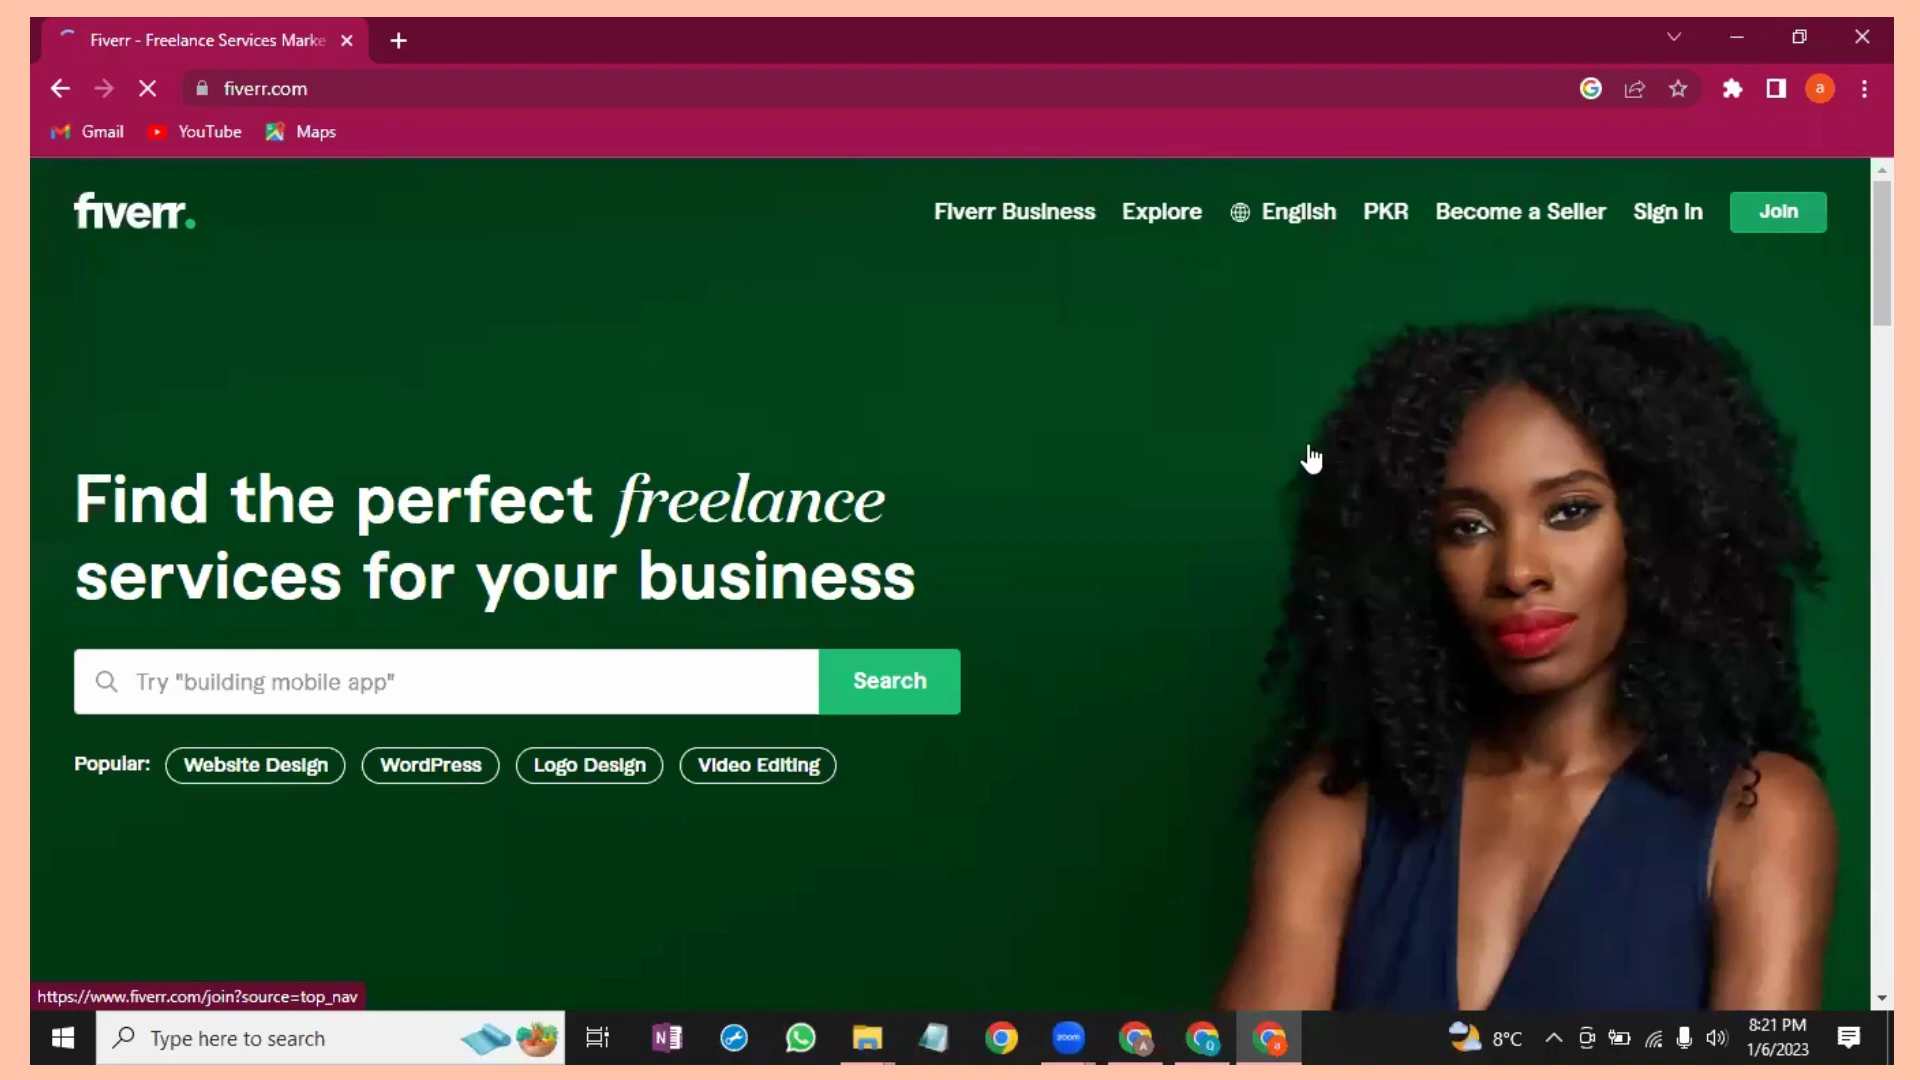 Fiverr - Freelance Services Marke
fiverr.com
a
Gmail YouTube Maps
fiverr.
Fiverr Business Explore English PKR Become a Seller Sign in Join
Find the perfect freelance
services for your business
Try "building mobile app" Search
Popular: Website Design WordPress Logo Design Video Editing
https://www.fiverr.com/join?source=top_nav
Type here to search
zoom
8°C
8:21 PM
1/6/2023